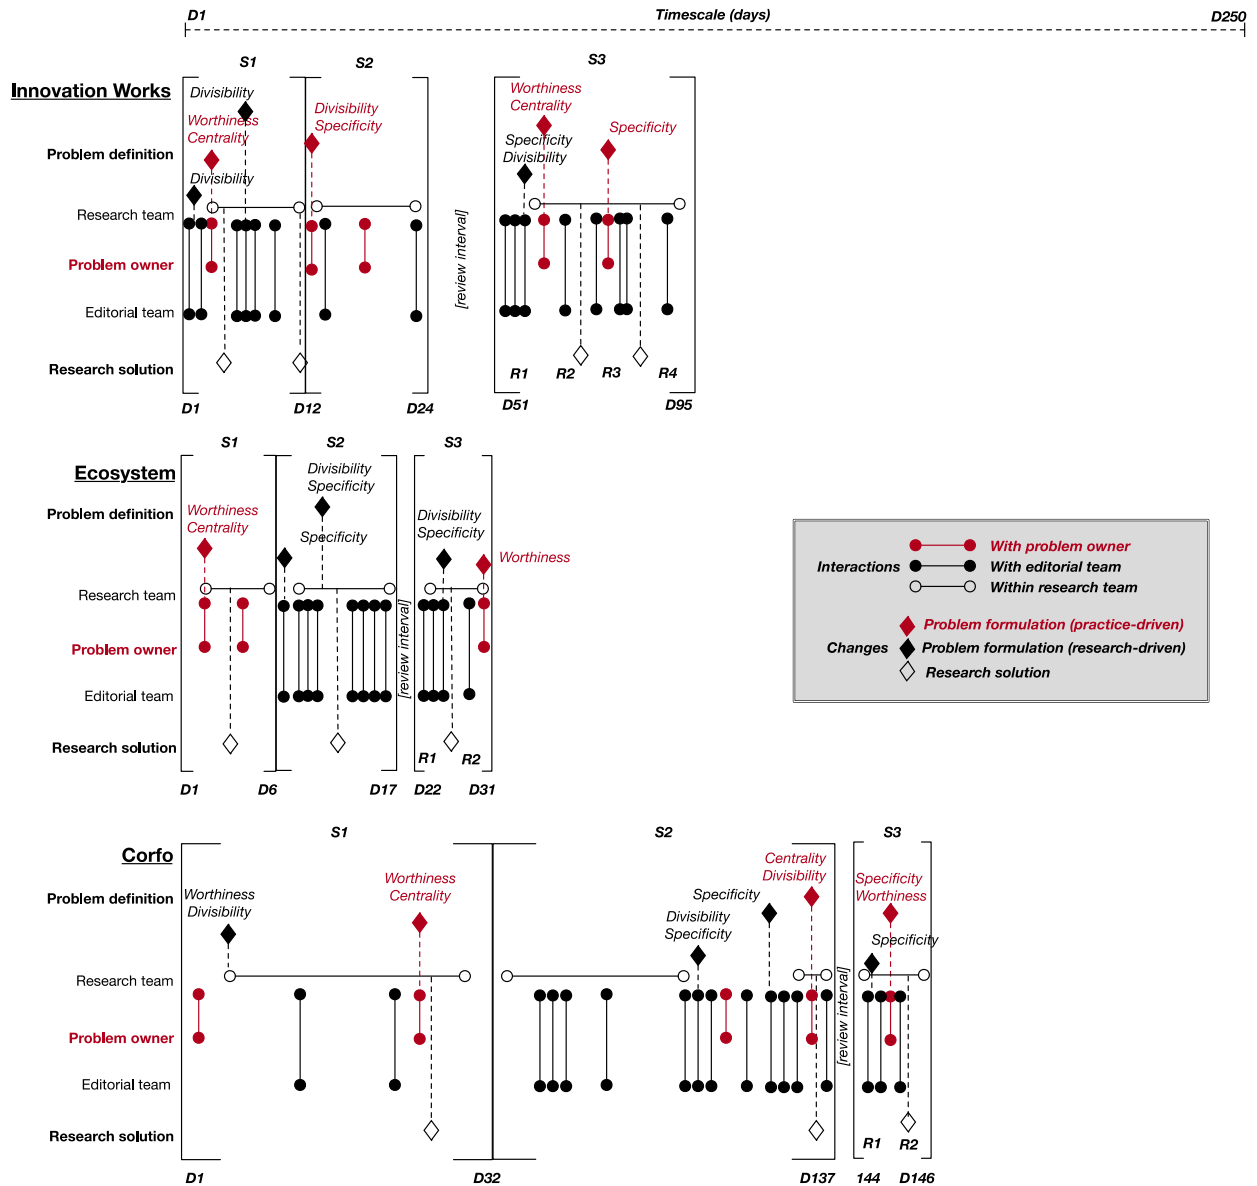 D1
Timescale (days)
D250
S1
S2
S3
Innovation Works
Divisibility
Worthiness
Centrality
Divisibility
Divisibility
Specificity
Worthiness
Centrality
Specificity
Divisibility
Specificity
Problem definition
Research team
Problem owner
Editorial team
Research solution
[review interval]
R1
R2
R3
R4
D1
D12
D24
D51
D95
S1
S2
S3
Ecosystem
Worthiness
Centrality
Divisibility
Specificity
Specificity
Divisibility
Specificity
Worthiness
Problem definition
Research team
Problem owner
Editorial team
Research solution
[review interval]
R1
R2
D1
D6
D17
D22
D31
Interactions
With problem owner
With editorial team
Within research team
Changes
Problem formulation (practice-driven)
Problem formulation (research-driven)
Research solution
S1
S2
S3
Corfo
Worthiness
Divisibility
Worthiness
Centrality
Divisibility
Specificity
Specificity
Centrality
Divisibility
Specificity
Worthiness
Specificity
Problem definition
Research team
Problem owner
Editorial team
Research solution
[review interval]
R1
R2
D1
D32
D137
144
D146